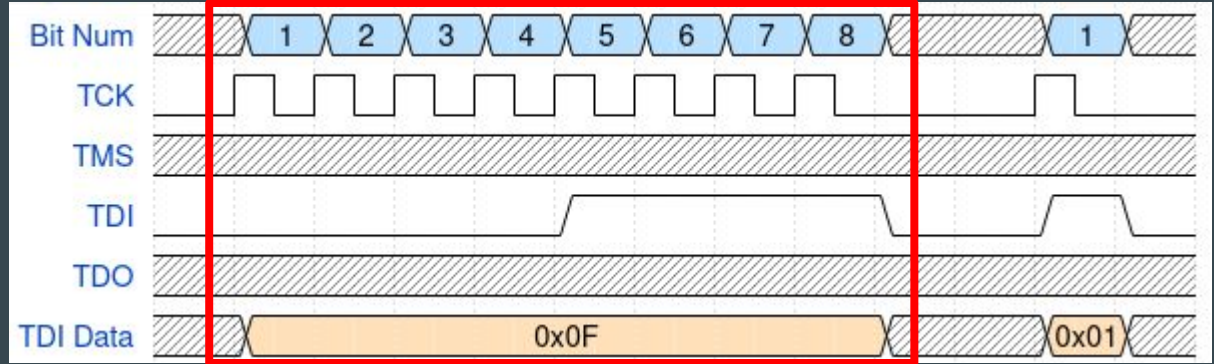 Bit Num 1 2 3 4 5 6 7 8 1
TCK
TMS
TDI
TDO
TDI Data 0x0F 0x01